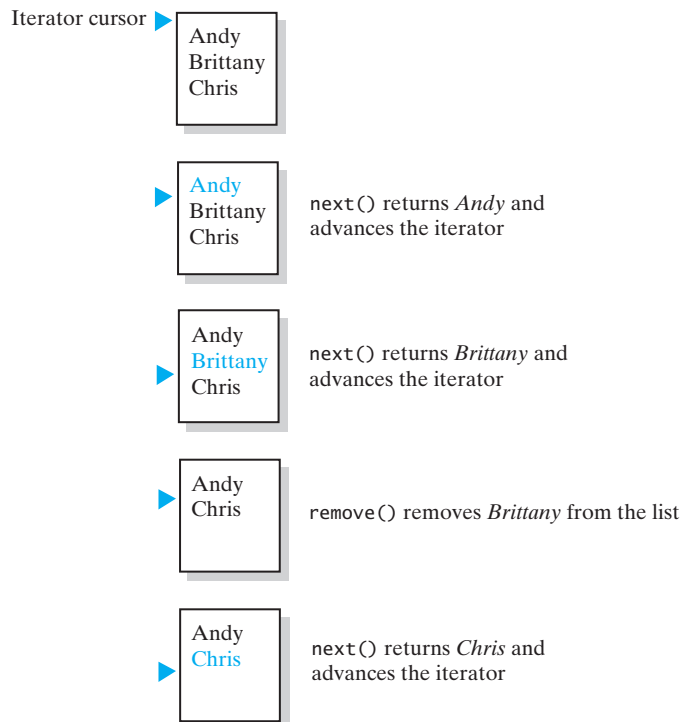 Iterator cursor
Andy
Brittany
Chris
Andy
Brittany
Chris
next() returns Andy and
advances the iterator
Andy
Brittany
Chris
next() returns Brittany and
advances the iterator
Andy
Chris
remove() removes Brittany from the list
Andy
Chris
next() returns Chris and
advances the iterator